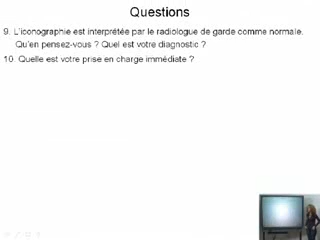 Questions
9. L'iconographie est interprétée par le radiologue de garde comme normale.
Qu'en pensez-vous ? Quel est votre diagnostic ?
10. Quelle est votre prise en charge immédiate ?